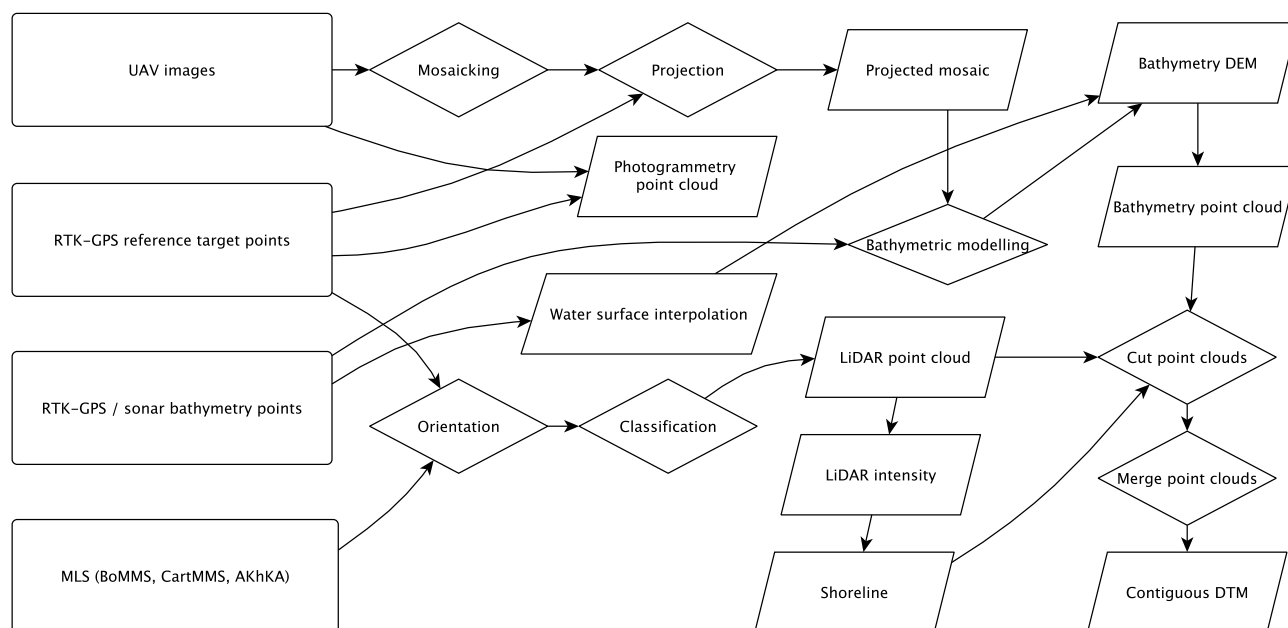 UAV images
Mosaicking
Projection
Projected mosaic
Bathymetry DEM
Photogrammetry
point cloud
Bathymetry point cloud
RTK-GPS reference target points
Bathymetric modelling
Water surface interpolation
LiDAR point cloud
Cut point clouds
RTK-GPS / sonar bathymetry points
Orientation
Classification
LiDAR intensity
Merge point clouds
MLS (BoMMS, CartMMS, AKhKA)
Shoreline
Contiguous DTM